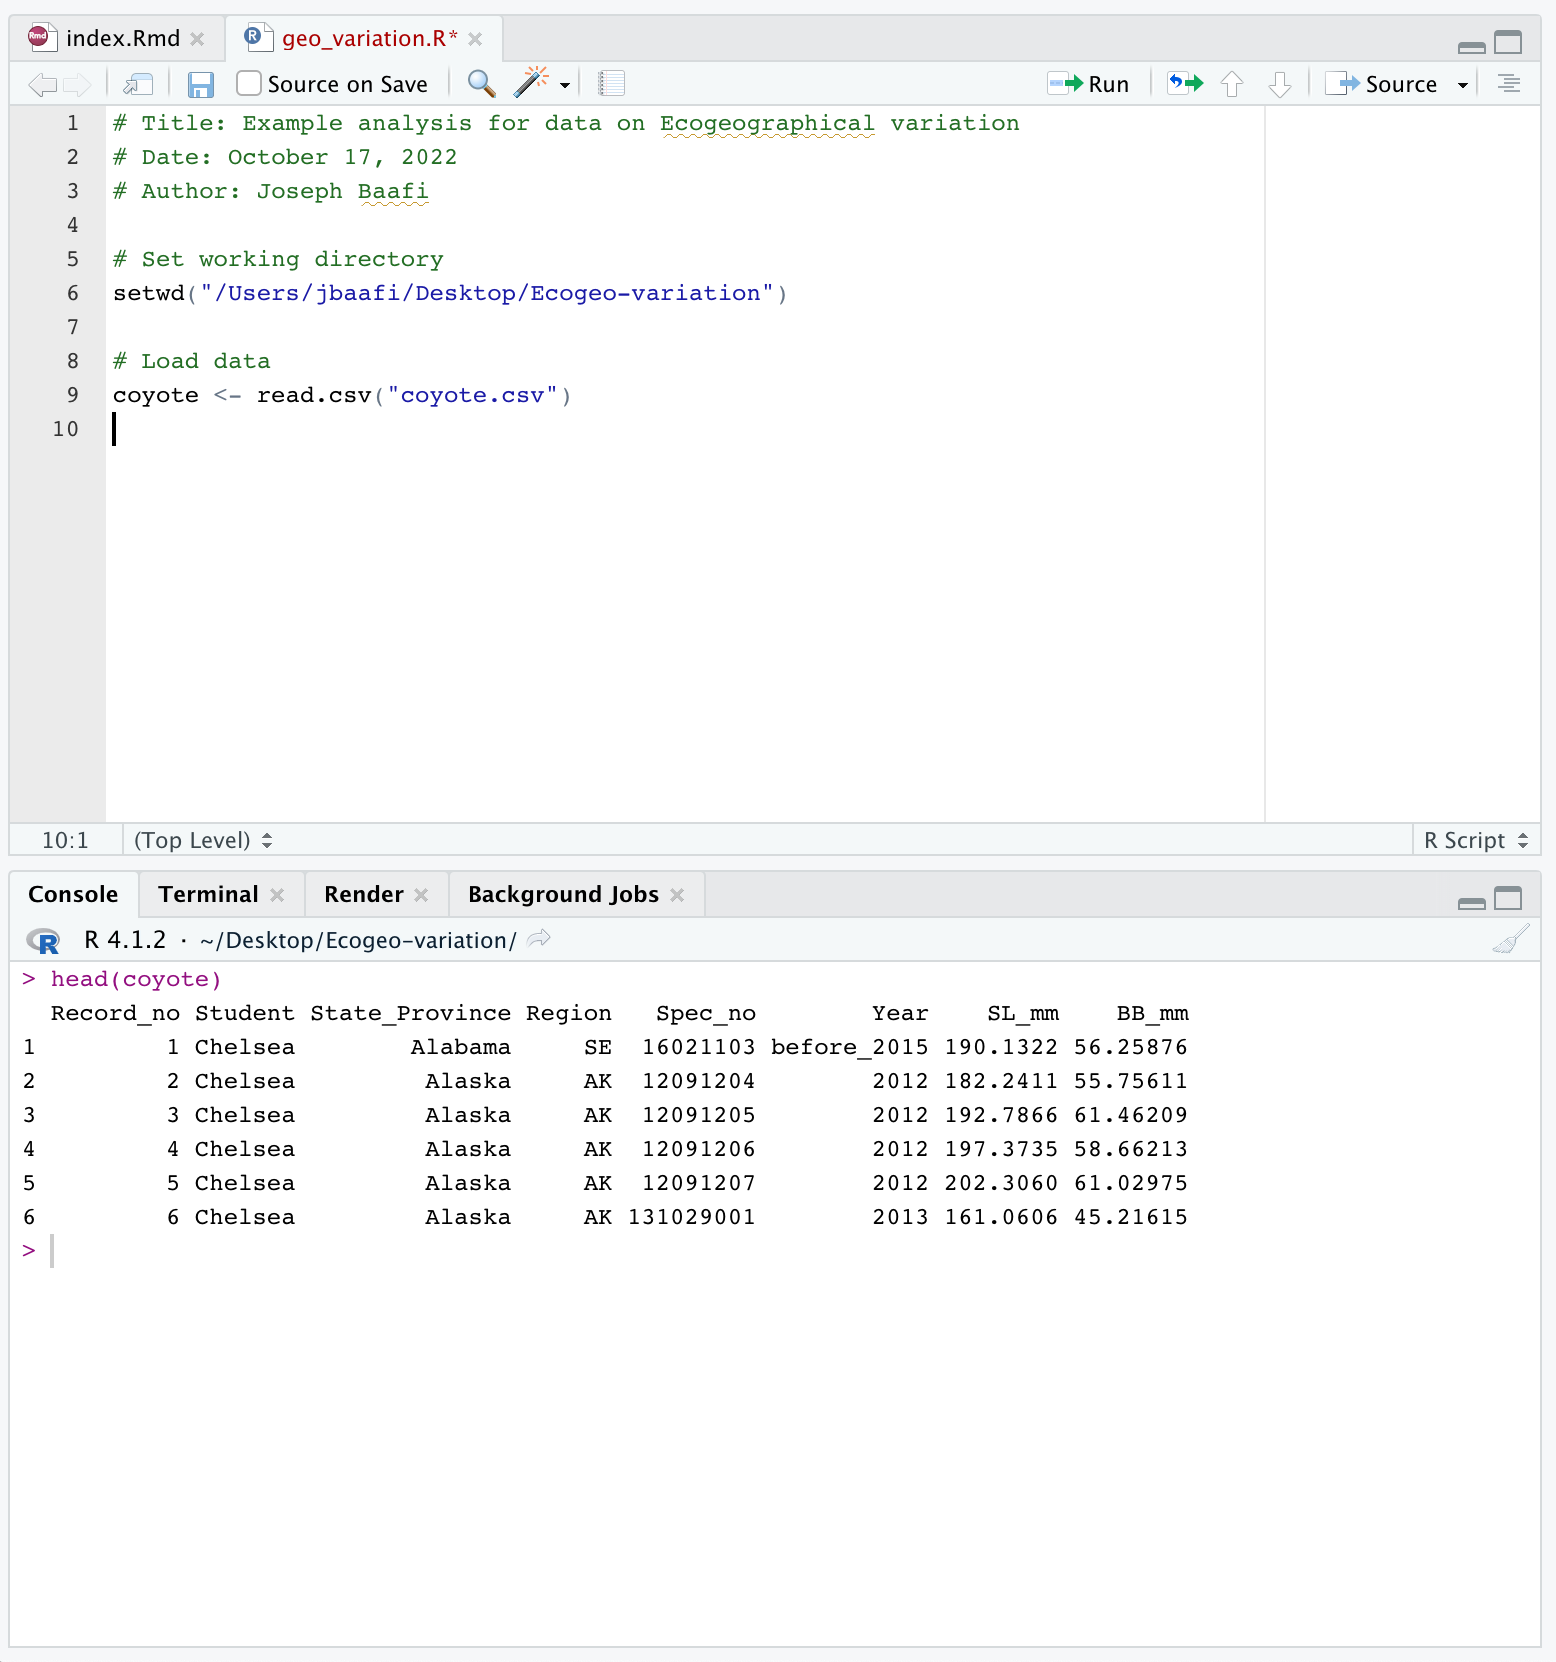 index.Rmd geo_variation.R*
Source on Save Run Source
1 # Title: Example analysis for data on Ecogeographical variation
2 # Date: October 17, 2022
3 # Author: Joseph Baafi
4
5 # Set working directory
6 setwd("/Users/jbaafi/Desktop/Ecogeo-variation")
7
8 # Load data
9 coyote <- read.csv("coyote.csv")
10
10:1 (Top Level) R Script
Console Terminal Render Background Jobs
R 4.1.2 · ~/Desktop/Ecogeo-variation/
> head(coyote)
Record_no Student State_Province Region Spec_no Year SL_mm BB_mm
1 1 Chelsea Alabama SE 16021103 before_2015 190.1322 56.25876
2 2 Chelsea Alaska AK 12091204 2012 182.2411 55.75611
3 3 Chelsea Alaska AK 12091205 2012 192.7866 61.46209
4 4 Chelsea Alaska AK 12091206 2012 197.3735 58.66213
5 5 Chelsea Alaska AK 12091207 2012 202.3060 61.02975
6 6 Chelsea Alaska AK 131029001 2013 161.0606 45.21615
>